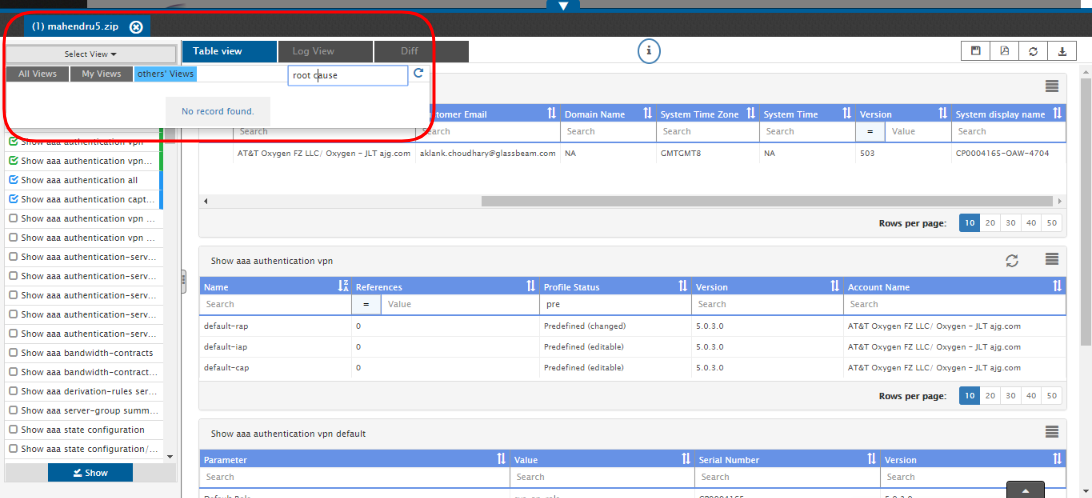 (1) mahendru5.zip
Select View
Table view
Log View
Diff
All Views
My Views
others' Views
root cause
No record found.
Customer Email
Domain Name
System Time Zone
System Time
Version
System display name
Search
Search
Search
Search
Search
=
Value
Search
AT&T Oxygen FZ LLC/ Oxygen - JLT ajg.com
aklank.choudhary@glassbeam.com
NA
GMTGMT8
NA
503
CP0004165-OAW-4704
Rows per page:
10
20
30
40
50
Show aaa authentication vpn
Show aaa authentication vpn...
Show aaa authentication all
Show aaa authentication capt...
Show aaa authentication vpn ...
Show aaa authentication vpn ...
Show aaa authentication-serv...
Show aaa authentication-serv...
Show aaa authentication-serv...
Show aaa authentication-serv...
Show aaa authentication-serv...
Show aaa bandwidth-contracts
Show aaa bandwidth-contract...
Show aaa derivation-rules ser...
Show aaa server-group summ...
Show aaa state configuration
Show aaa state configuration/...
Show
Show aaa authentication vpn
Name
References
Profile Status
Version
Account Name
Search
=
Value
pre
Search
Search
default-rap
0
Predefined (changed)
5.0.3.0
AT&T Oxygen FZ LLC/ Oxygen - JLT ajg.com
default-iap
0
Predefined (editable)
5.0.3.0
AT&T Oxygen FZ LLC/ Oxygen - JLT ajg.com
default-cap
0
Predefined (editable)
5.0.3.0
AT&T Oxygen FZ LLC/ Oxygen - JLT ajg.com
Rows per page:
10
20
30
40
50
Show aaa authentication vpn default
Parameter
Value
Serial Number
Version
Search
Search
Search
Search